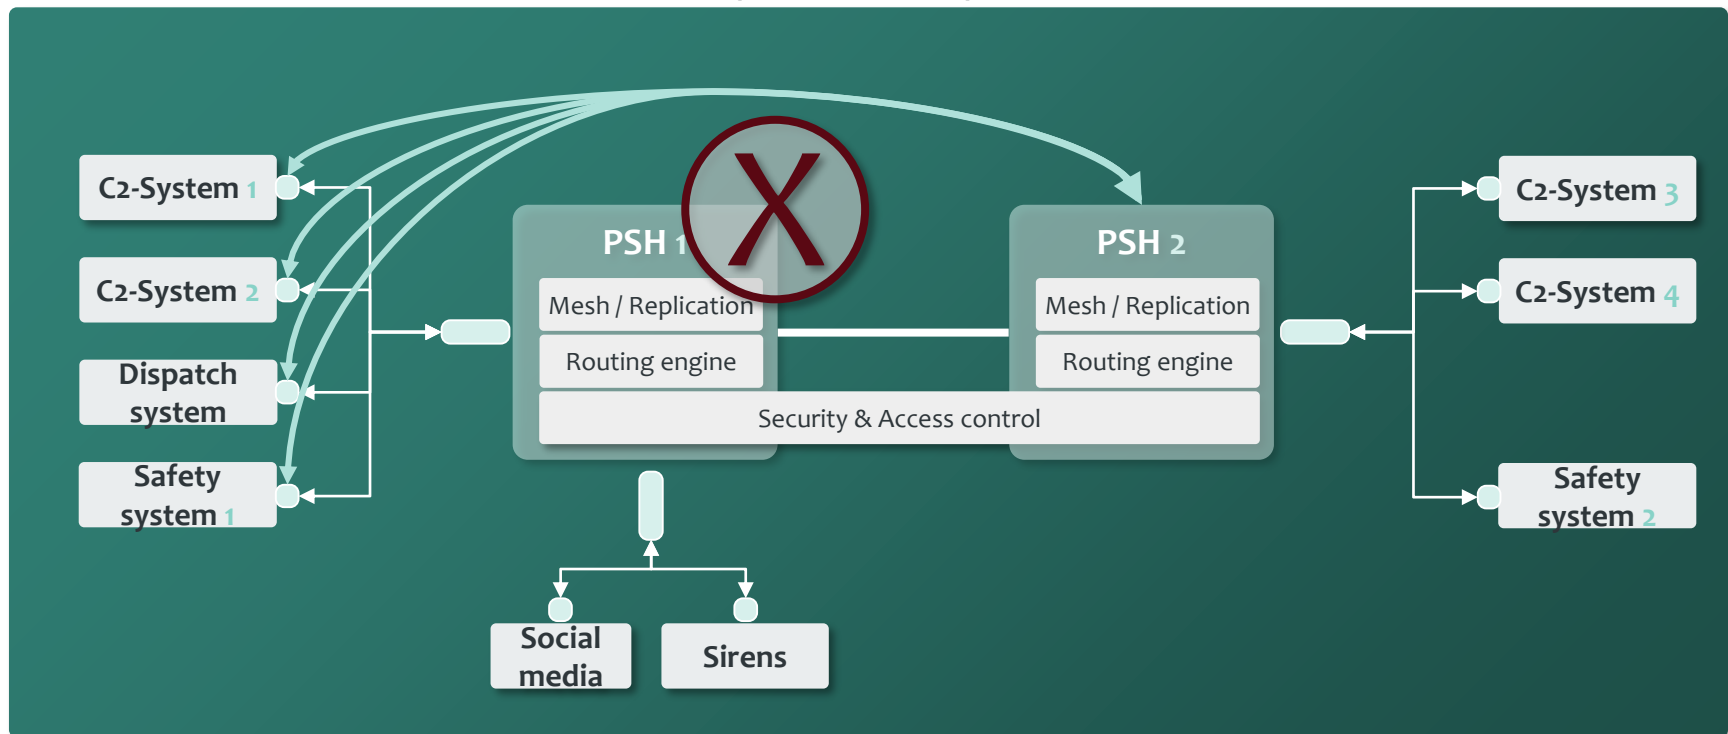 C2-System 1
C2-System 2
Dispatch
system
Safety
system 1
PSH 1
Mesh / Replication
Routing engine
X
PSH 2
Mesh / Replication
Routing engine
Security & Access control
Social
media
Sirens
C2-System 3
C2-System 4
Safety
system 2